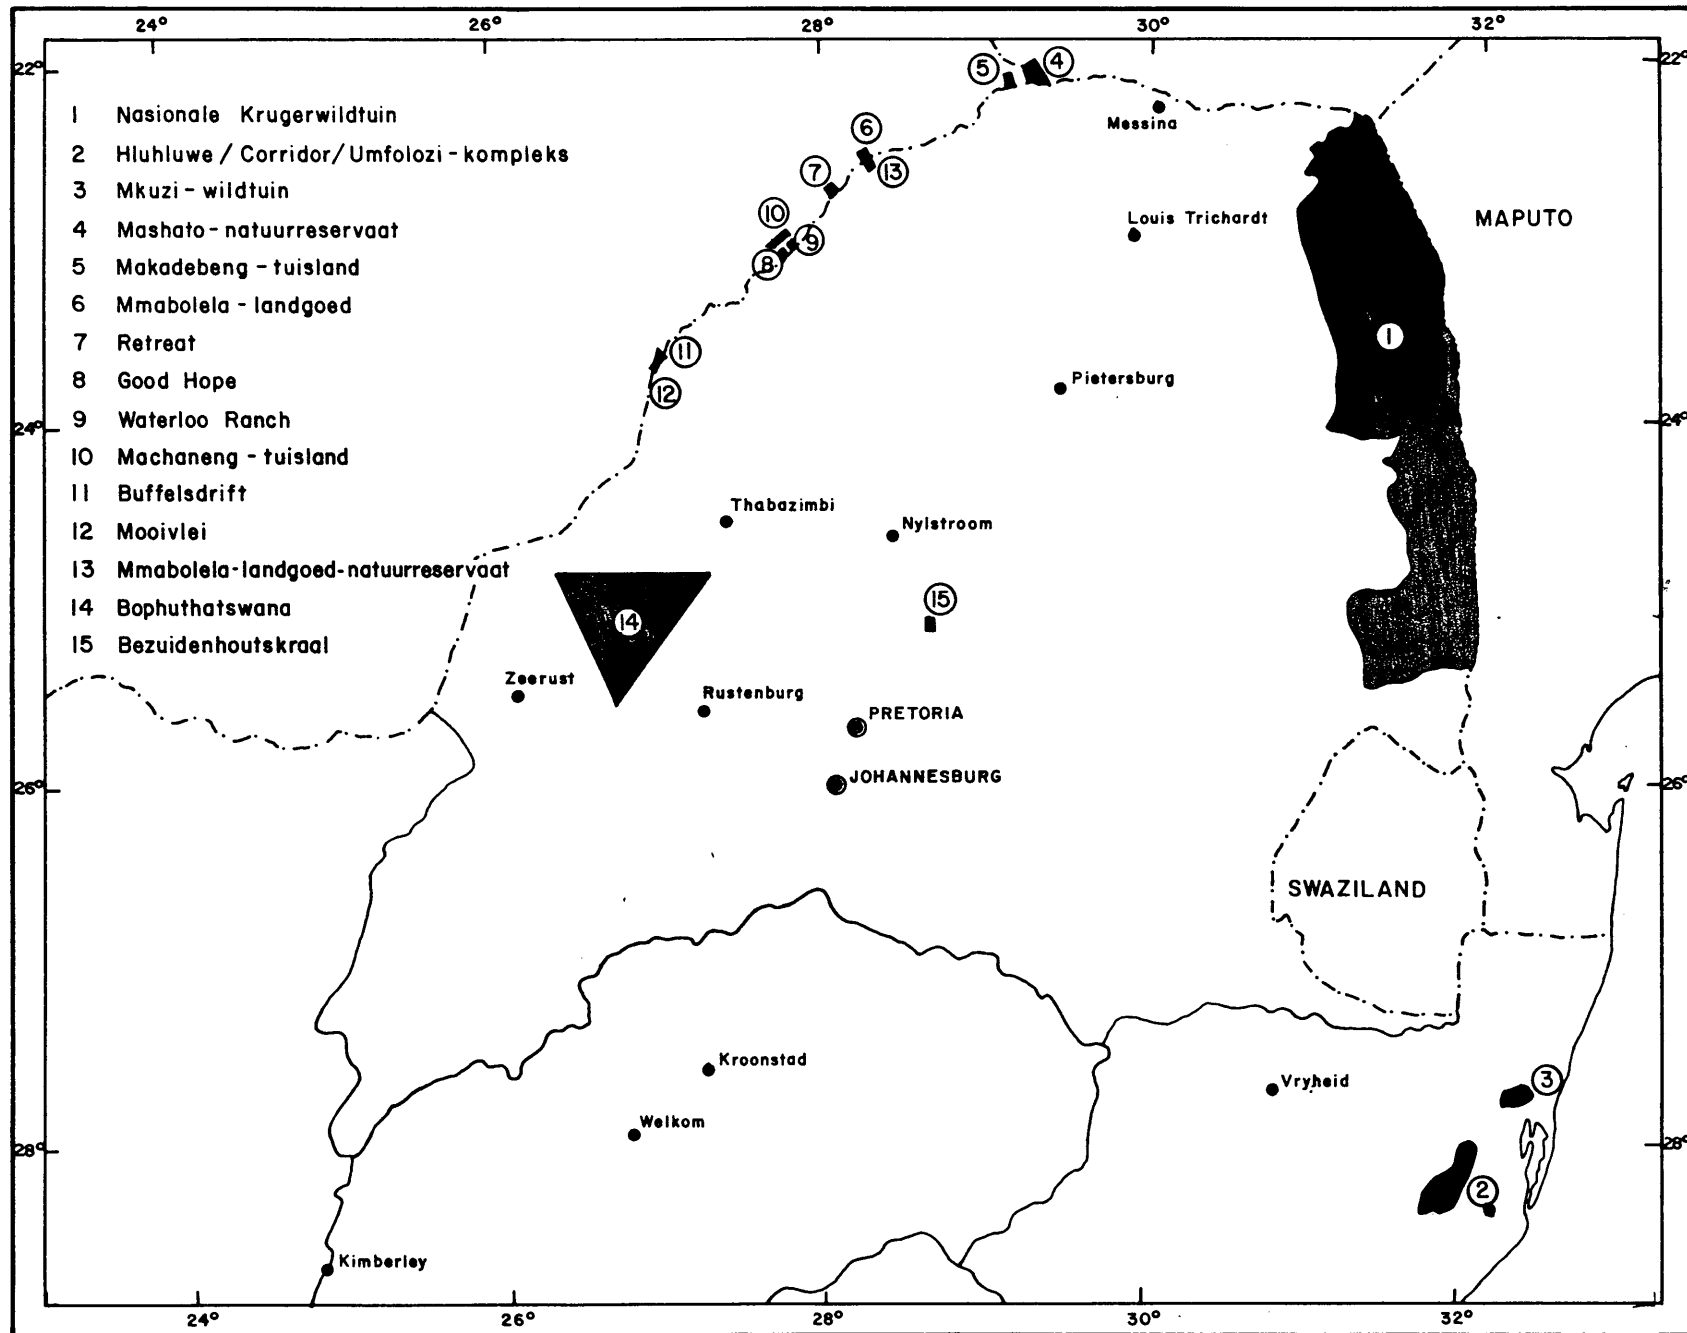 24° 26° 28° 30° 32°
22° 22°
5 4
1 Nasionale Krugerwildtuin
Messina
6
2 Hluhluwe / Corridor / Umfolozi - kompleks
7 13
3 Mkuzi - wildtuin
10 Louis Trichardt MAPUTO
4 Mashato - natuurreservaat
9
5 Makadebeng - tuisland
8
6 Mmabolela - landgoed
1
7 Retreat
11
8 Good Hope
Pietersburg
12
9 Waterloo Ranch
24° 24°
10 Machaneng - tuisland
11 Buffelsdrift
Thabazimbi
12 Mooivlei
Nylstroom
13 Mmabolela-landgoed-natuurreservaat
15
14 Bophuthatswana
14
15 Bezuidenhoutskraal
Zeerust
Rustenburg
PRETORIA
JOHANNESBURG
26° 26°
SWAZILAND
Kroonstad
Vryheid
3
Welkom
28° 28°
2
Kimberley
24° 26° 28° 30° 32°